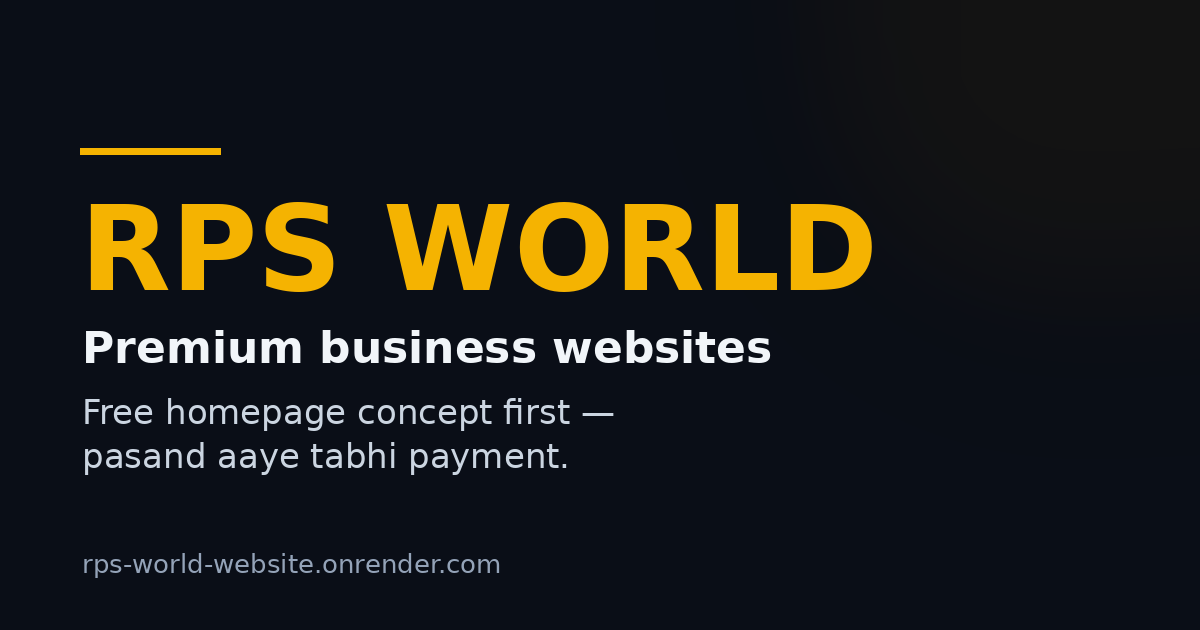 RPS WORLD
Premium business websites
Free homepage concept first —
pasand aaye tabhi payment.
rps-world-website.onrender.com